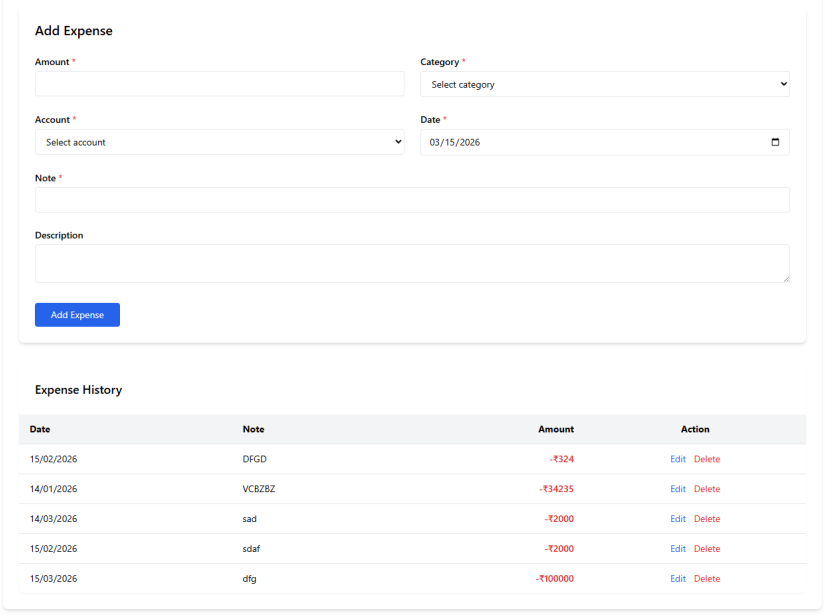 Add Expense
Amount * Category *
Select category
Account * Date *
Select account 03/15/2026
Note *
Description
Add Expense
Expense History
Date Note Amount Action
15/02/2026 DFGD -₹324 Edit Delete
14/01/2026 VCBZBZ -₹34235 Edit Delete
14/03/2026 sad -₹2000 Edit Delete
15/02/2026 sdaf -₹2000 Edit Delete
15/03/2026 dfg -₹100000 Edit Delete